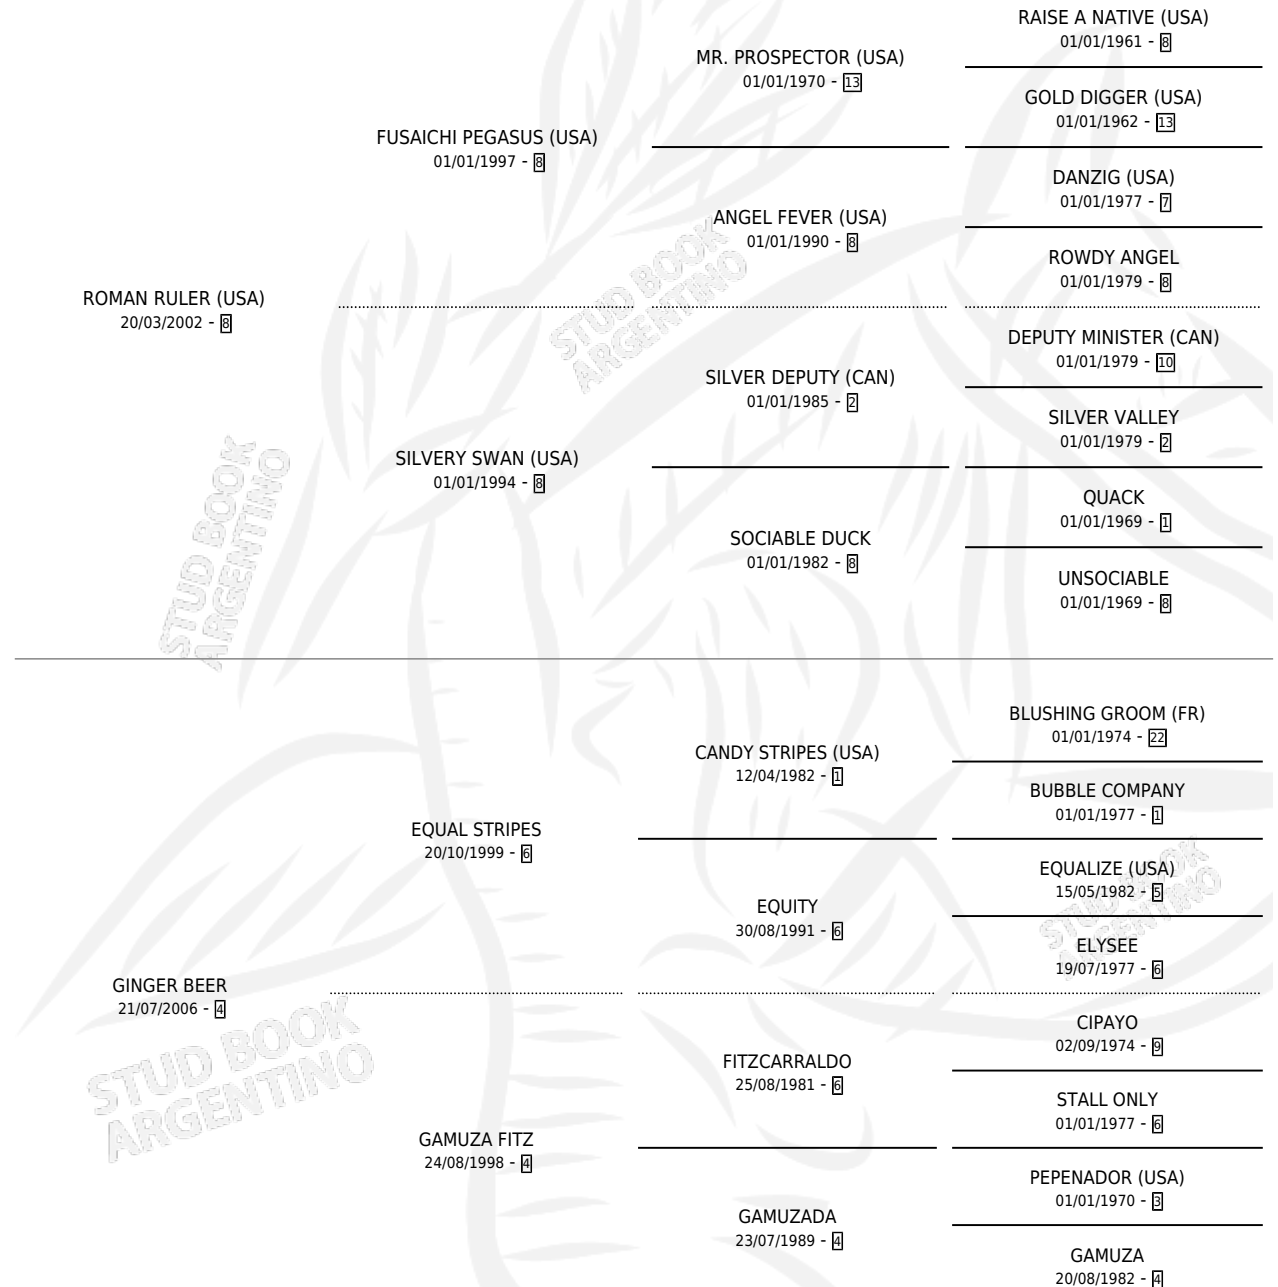 RAISE A NATIVE (USA)
01/01/1961 - 8
MR. PROSPECTOR (USA)
01/01/1970 - 13
GOLD DIGGER (USA)
01/01/1962 - 13
FUSAICHI PEGASUS (USA)
01/01/1997 - 8
DANZIG (USA)
01/01/1977 - 7
ANGEL FEVER (USA)
01/01/1990 - 8
ROWDY ANGEL
01/01/1979 - 8
STUD BOOK
ARGENTINO
ROMAN RULER (USA)
20/03/2002 - 8
DEPUTY MINISTER (CAN)
01/01/1979 - 10
SILVER DEPUTY (CAN)
01/01/1985 - 2
SILVER VALLEY
01/01/1979 - 2
SILVERY SWAN (USA)
01/01/1994 - 8
QUACK
01/01/1969 - 1
SOCIABLE DUCK
01/01/1982 - 8
UNSOCIABLE
01/01/1969 - 8
STUD BOOK
ARGENTINO
BLUSHING GROOM (FR)
01/01/1974 - 22
CANDY STRIPES (USA)
12/04/1982 - 1
BUBBLE COMPANY
01/01/1977 - 1
EQUAL STRIPES
20/10/1999 - 6
EQUALIZE (USA)
15/05/1982 - 5
EQUITY
30/08/1991 - 6
ELYSEE
19/07/1977 - 6
STUD BOOK
ARGENTINO
GINGER BEER
21/07/2006 - 4
CIPAYO
02/09/1974 - 9
FITZCARRALDO
25/08/1981 - 6
STALL ONLY
01/01/1977 - 6
STUD BOOK
ARGENTINO
GAMUZA FITZ
24/08/1998 - 4
PEPENADOR (USA)
01/01/1970 - 3
GAMUZADA
23/07/1989 - 4
GAMUZA
20/08/1982 - 4